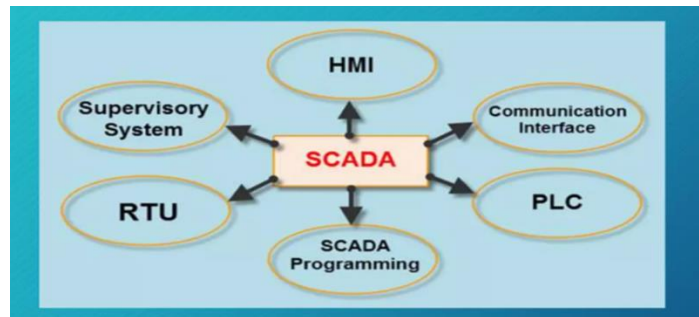 HMI
Supervisory
System
Communication
Interface
SCADA
RTU
PLC
SCADA
Programming